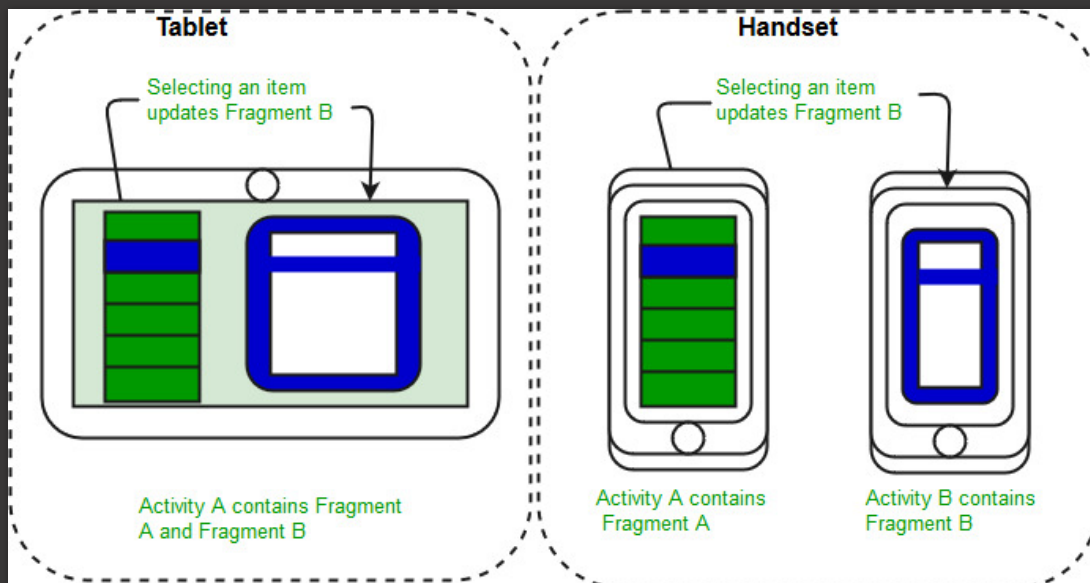 Tablet
Selecting an item
updates Fragment B
Activity A contains Fragment
A and Fragment B
Handset
Selecting an item
updates Fragment B
Activity A contains
Fragment A
Activity B contains
Fragment B